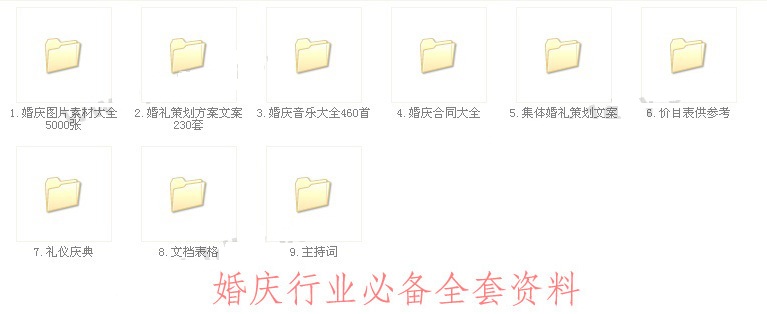 1.婚庆图片素材大全
5000张
2.婚礼策划方案文案
230套
3.婚庆音乐大全460首
4.婚庆合同大全
5.集体婚礼策划文案
6.价目表供参考
7.礼仪庆典
8.文档表格
9.主持词
婚庆行业必备全套资料